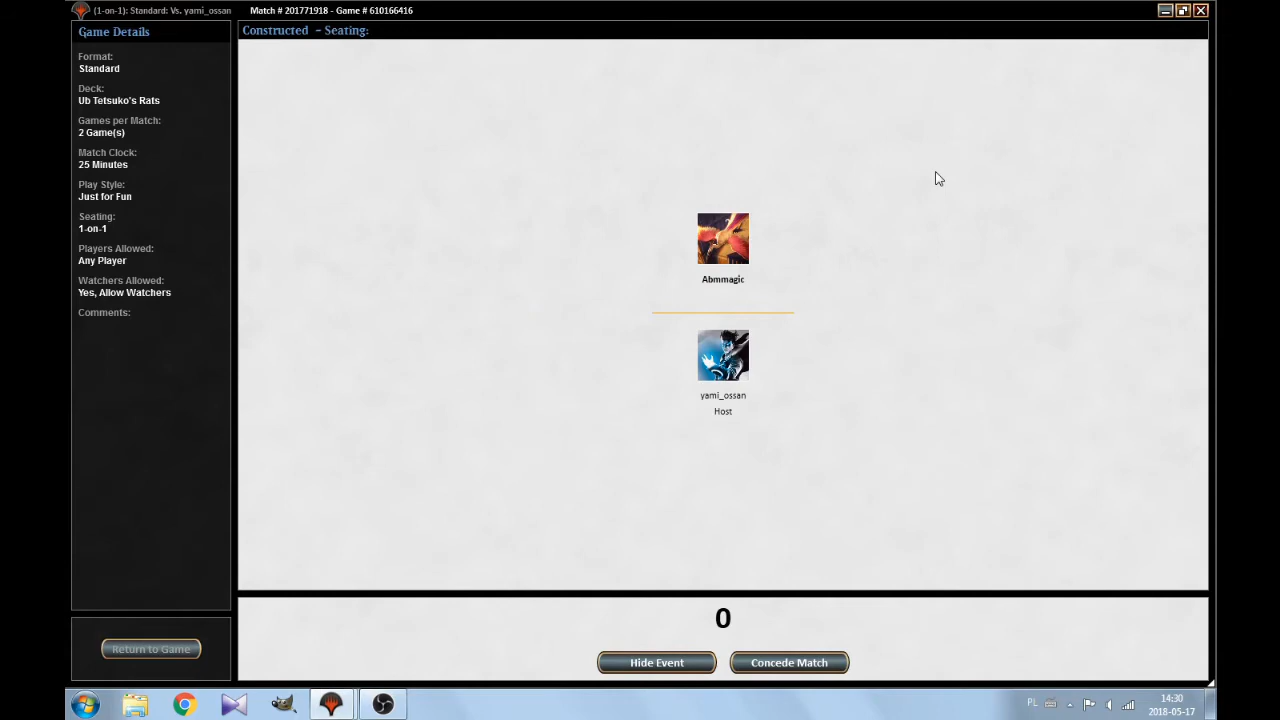 (1-on-1): Standard: Vs. yami_ossan
Match # 201771918 - Game # 610166416
Game Details
Constructed - Seating:
Format:
Standard
Deck:
Ub Tetsuko's Rats
Games per Match:
2 Game(s)
Match Clock:
25 Minutes
Play Style:
Just for Fun
Seating:
1-on-1
Players Allowed:
Any Player
Watchers Allowed:
Yes, Allow Watchers
Comments:
Abmmagic
yami_ossan
Host
0
Return to Game
Hide Event
Concede Match
PL
14:30
2018-05-17